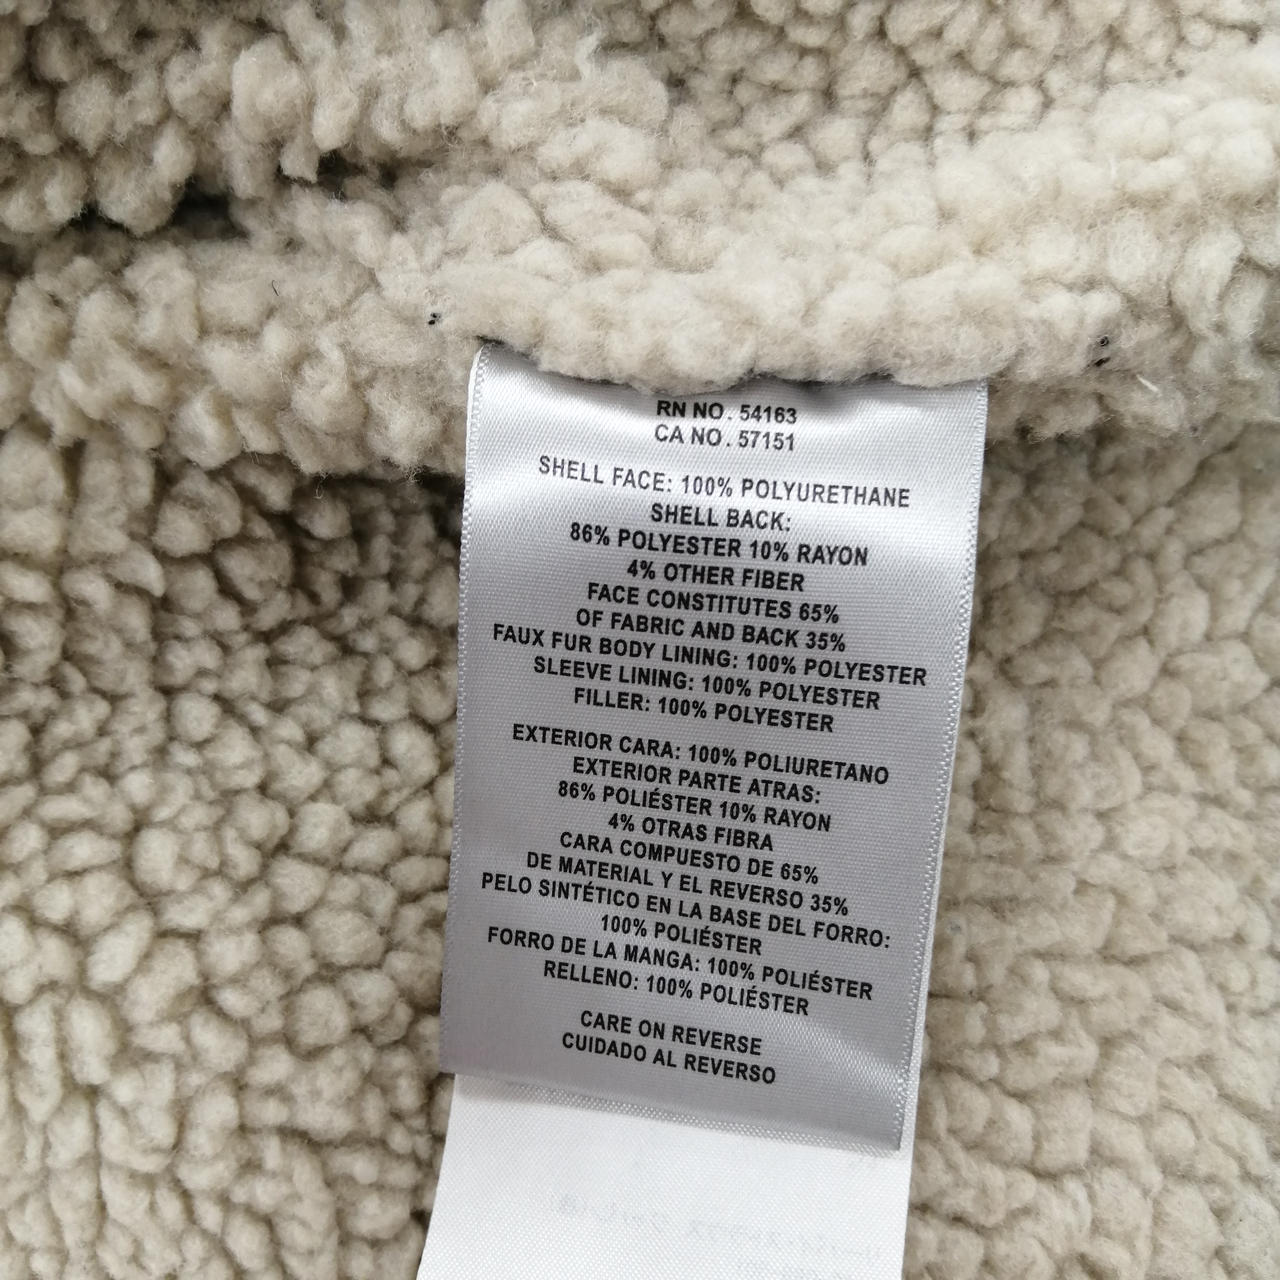 RN NO. 54163
CA NO. 57151
SHELL FACE: 100% POLYURETHANE
SHELL BACK:
86% POLYESTER 10% RAYON
4% OTHER FIBER
FACE CONSTITUTES 65%
OF FABRIC AND BACK 35%
FAUX FUR BODY LINING: 100% POLYESTER
SLEEVE LINING: 100% POLYESTER
FILLER: 100% POLYESTER
EXTERIOR CARA: 100% POLIURETANO
EXTERIOR PARTE ATRAS:
86% POLIÉSTER 10% RAYON
4% OTRAS FIBRA
CARA COMPUESTO DE 65%
DE MATERIAL Y EL REVERSO 35%
PELO SINTÉTICO EN LA BASE DEL FORRO:
100% POLIÉSTER
FORRO DE LA MANGA: 100% POLIÉSTER
RELLENO: 100% POLIÉSTER
CARE ON REVERSE
CUIDADO AL REVERSO